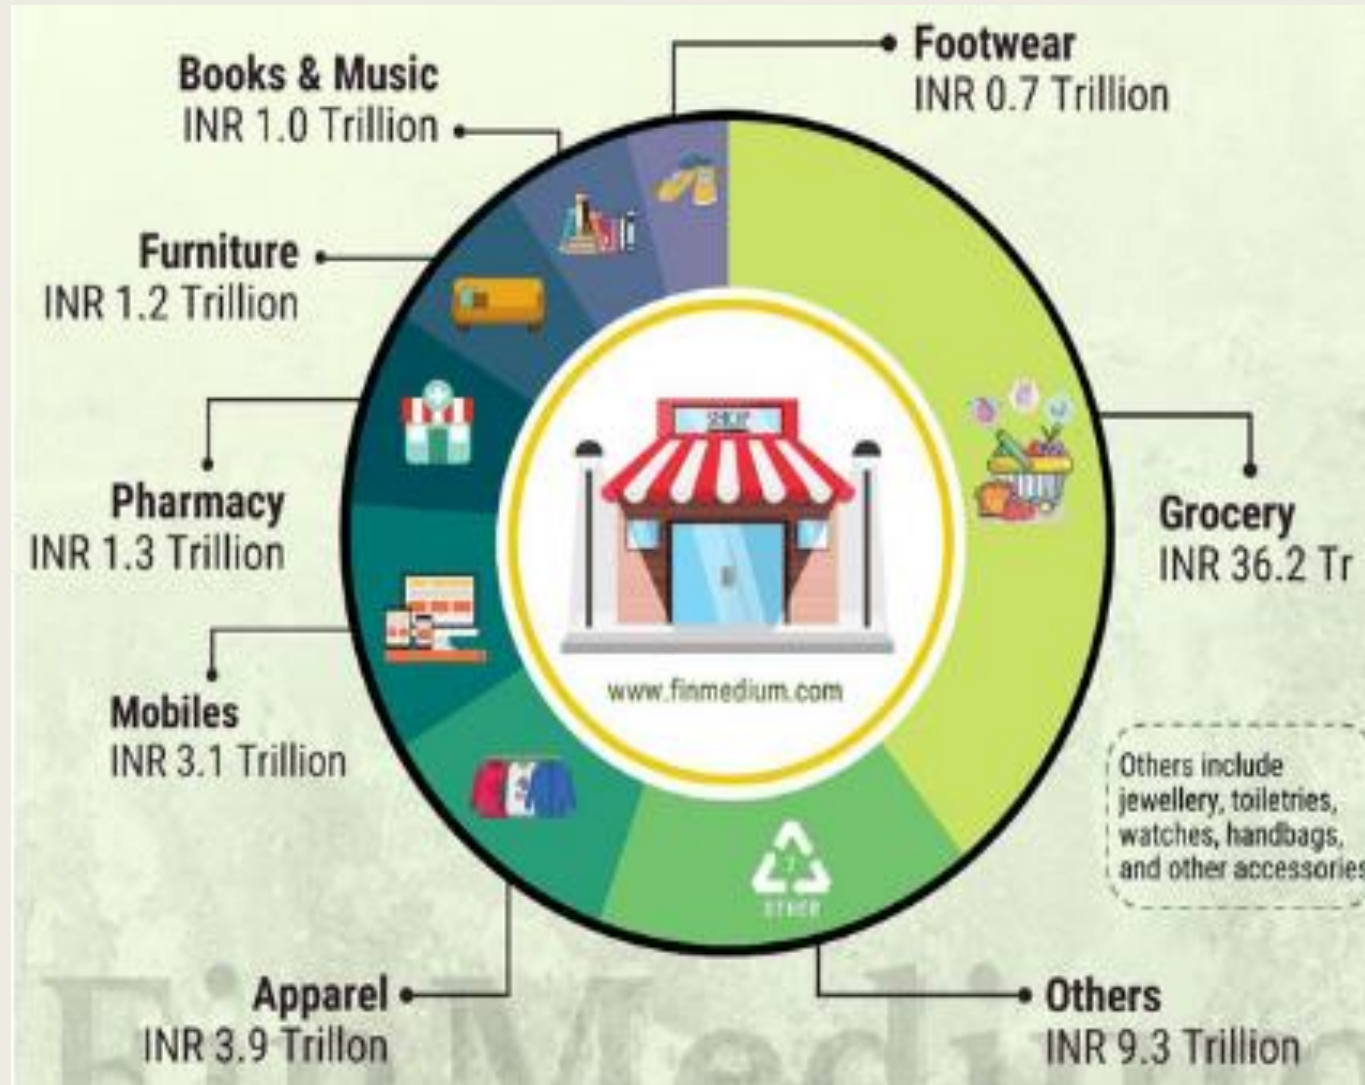 Footwear
INR 0.7 Trillion
Books & Music
INR 1.0 Trillion
Furniture
INR 1.2 Trillion
Pharmacy
INR 1.3 Trillion
Mobiles
INR 3.1 Trillion
Apparel
INR 3.9 Trillon
Others
INR 9.3 Trillion
Grocery
INR 36.2 Tr
Others include
jewellery, toiletries,
watches, handbags,
and other accessories
SHOP
www.finmedium.com
OTHER